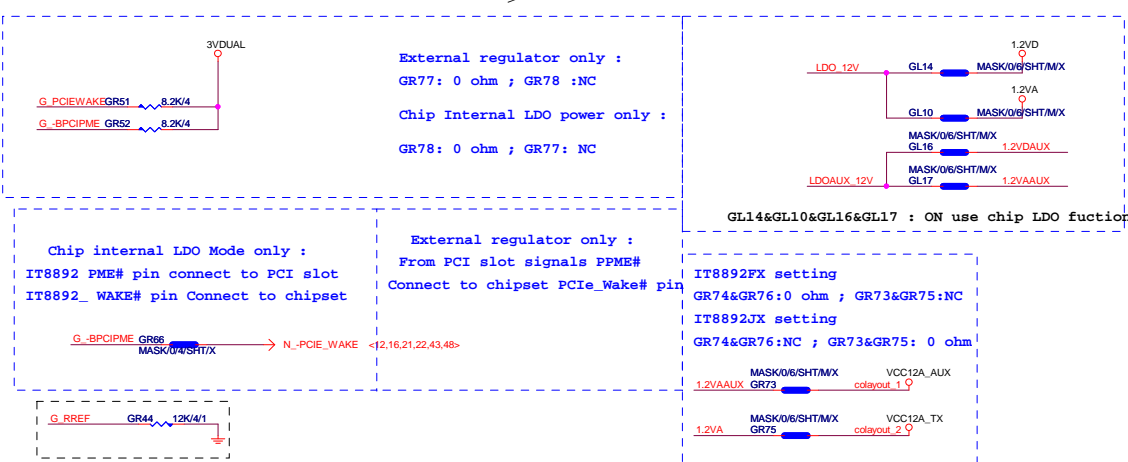 3VDUAL
G_PCIEWAKE GR51 8.2K/4
G_-BPCIPME GR52 8.2K/4
External regulator only :
GR77: 0 ohm ; GR78 :NC
Chip Internal LDO power only :
GR78: 0 ohm ; GR77: NC
1.2VD
LDO_12V GL14 MASK/0/6/SHT/M/X
1.2VA
GL10 MASK/0/6/SHT/M/X
MASK/0/6/SHT/M/X
GL16 1.2VDAUX
MASK/0/6/SHT/M/X
LDOAUX_12V GL17 1.2VAAUX
GL14&GL10&GL16&GL17 : ON use chip LDO fuction
Chip internal LDO Mode only :
IT8892 PME# pin connect to PCI slot
IT8892_ WAKE# pin Connect to chipset
G_-BPCIPME GR66 N_-PCIE_WAKE <12,16,21,22,43,48>
MASK/0/4/SHT/X
External regulator only :
From PCI slot signals PPME#
Connect to chipset PCIe_Wake# pin
IT8892FX setting
GR74&GR76:0 ohm ; GR73&GR75:NC
IT8892JX setting
GR74&GR76:NC ; GR73&GR75: 0 ohm
MASK/0/6/SHT/M/X VCC12A_AUX
1.2VAAUX GR73 colayout_1
MASK/0/6/SHT/M/X VCC12A_TX
1.2VA GR75 colayout_2
G_RREF GR44 12K/4/1